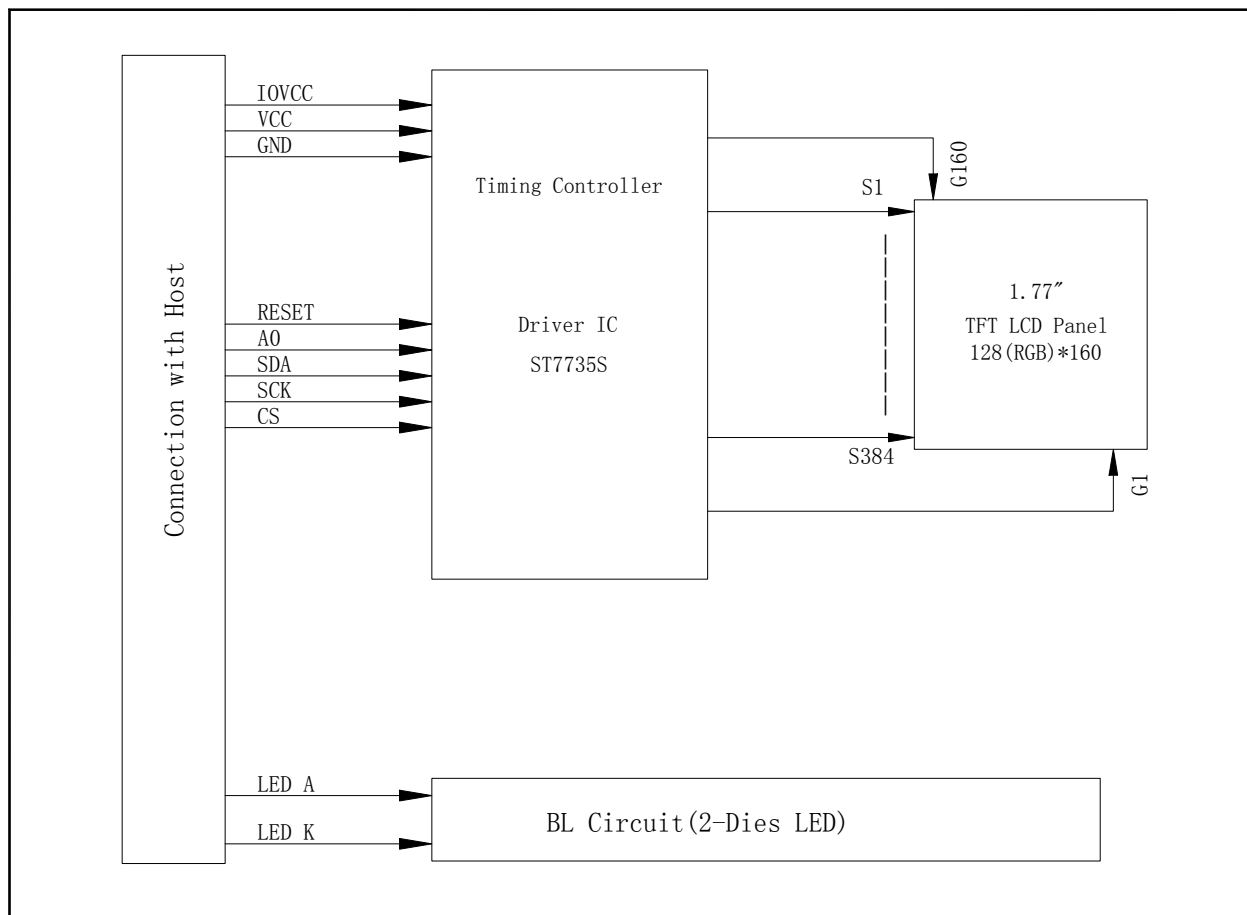 Connection with Host
IOVCC
VCC
GND
RESET
A0
SDA
SCK
CS
LED A
LED K
Timing Controller
Driver IC
ST7735S
G160
S1
S384
G1
1.77″
TFT LCD Panel
128(RGB)*160
BL Circuit(2-Dies LED)